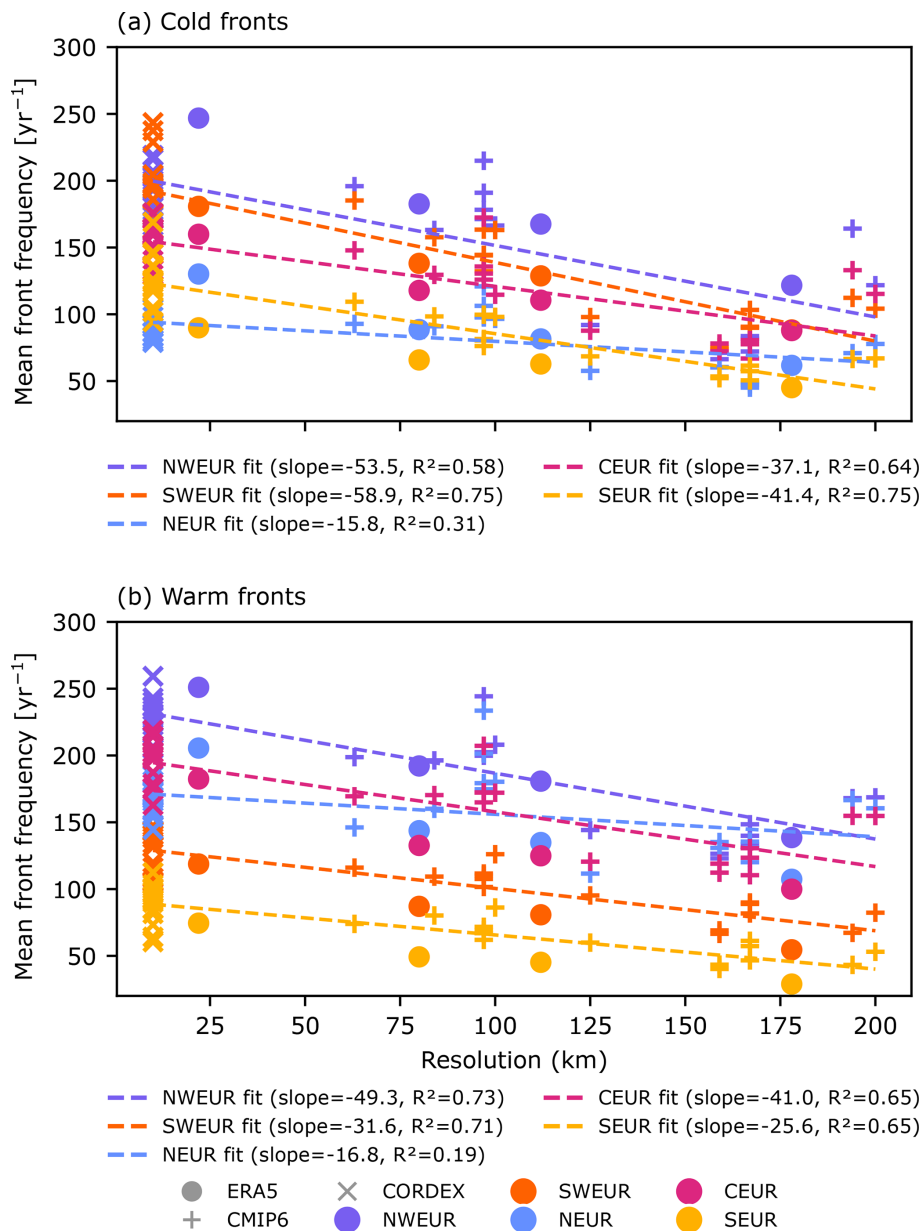 (a) Cold fronts
Mean front frequency [yr⁻¹]
300
250
200
150
100
50
NWEUR fit (slope=-53.5, R²=0.58)
SWEUR fit (slope=-58.9, R²=0.75)
NEUR fit (slope=-15.8, R²=0.31)
CEUR fit (slope=-37.1, R²=0.64)
SEUR fit (slope=-41.4, R²=0.75)
(b) Warm fronts
Mean front frequency [yr⁻¹]
300
250
200
150
100
50
25 50 75 100 125 150 175 200
Resolution (km)
NWEUR fit (slope=-49.3, R²=0.73)
SWEUR fit (slope=-31.6, R²=0.71)
NEUR fit (slope=-16.8, R²=0.19)
CEUR fit (slope=-41.0, R²=0.65)
SEUR fit (slope=-25.6, R²=0.65)
ERA5 CORDEX SWEUR CEUR
CMIP6 NWEUR NEUR SEUR